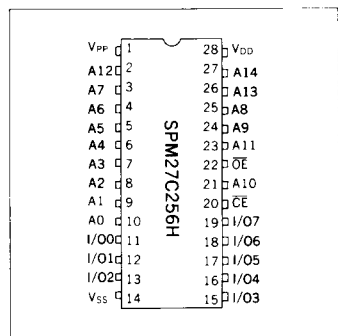 VPP 1 28 VDD
A12 2 27 A14
A7 3 26 A13
A6 4 25 A8
A5 5 24 A9
A4 6 23 A11
A3 7 22 O̅E̅
A2 8 21 A10
A1 9 20 C̅E̅
A0 10 19 I/O7
I/O0 11 18 I/O6
I/O1 12 17 I/O5
I/O2 13 16 I/O4
VSS 14 15 I/O3
SPM27C256H